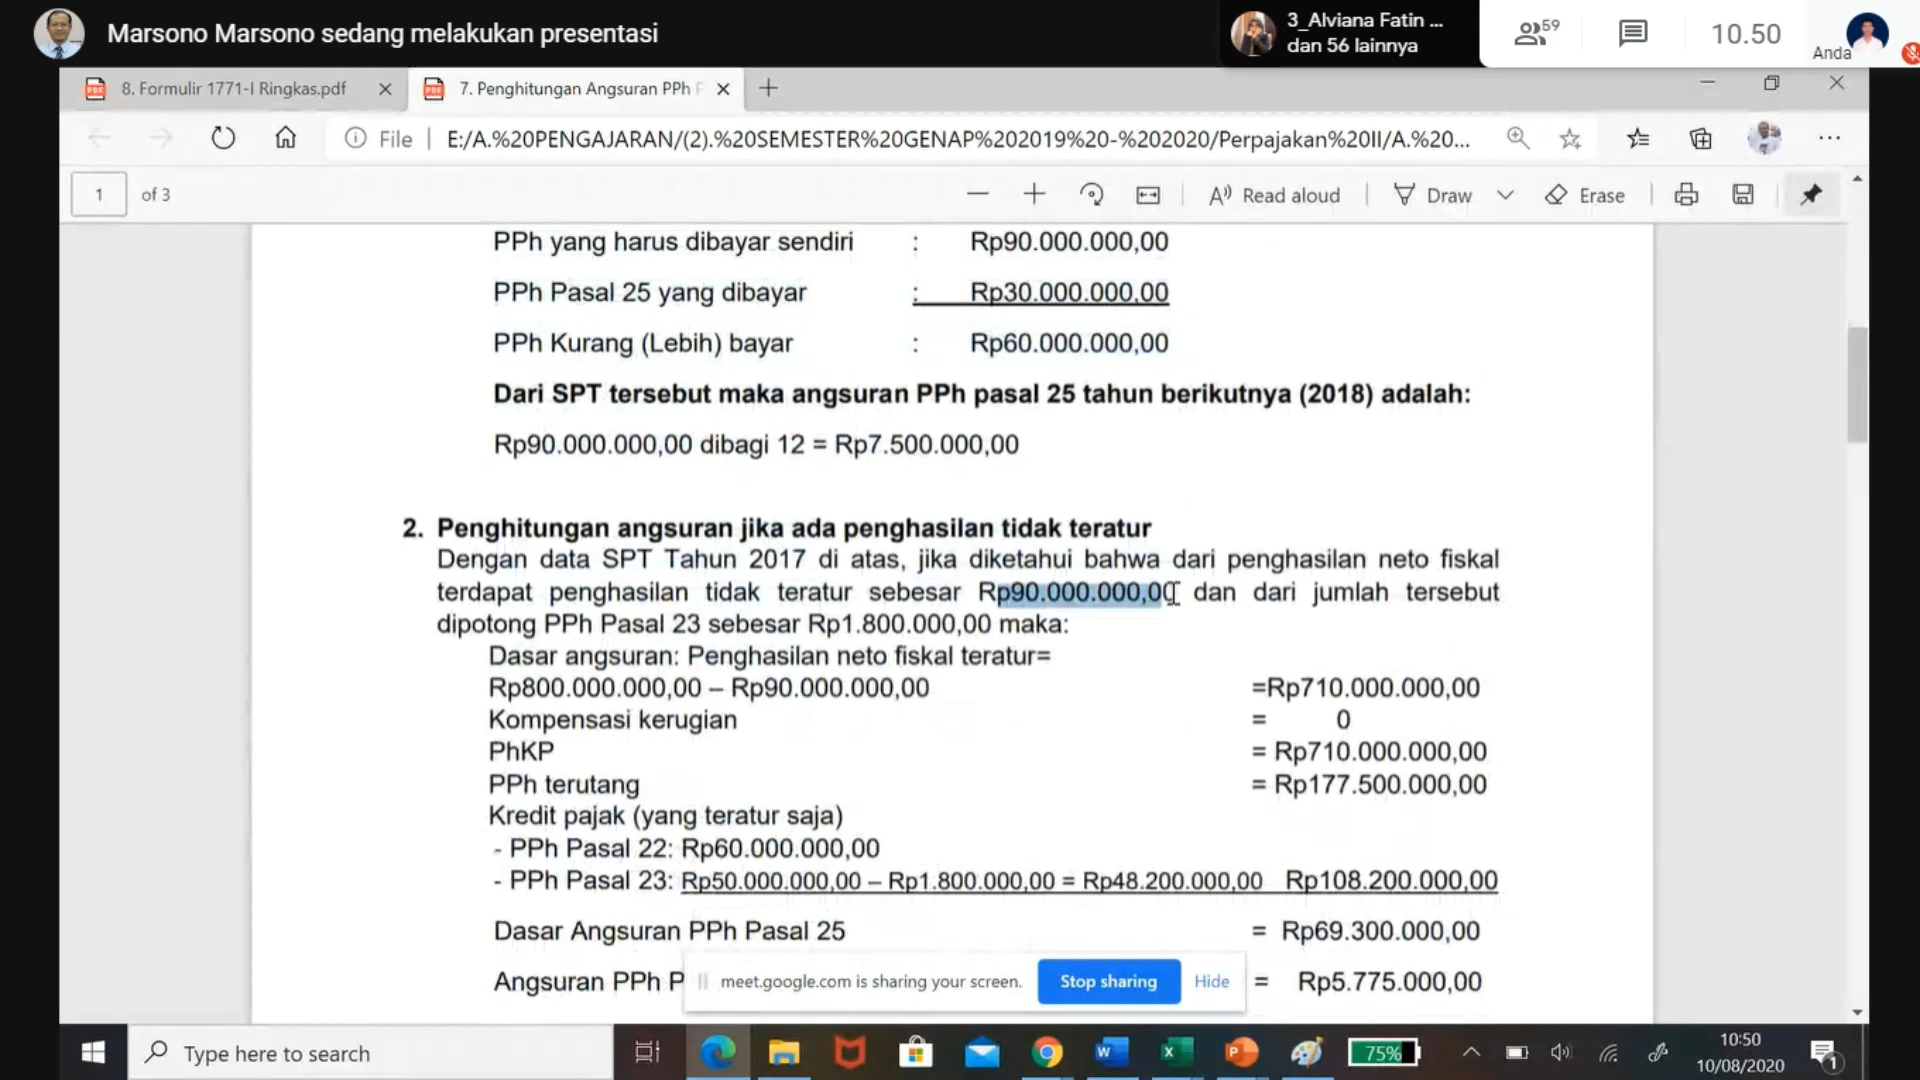 Marsono Marsono sedang melakukan presentasi
3_Alviana Fatin ...
dan 56 lainnya
59
10.50
Anda
8. Formulir 1771-I Ringkas.pdf
7. Penghitungan Angsuran PPh P
File
E:/A.%20PENGAJARAN/(2).%20SEMESTER%20GENAP%202019%20-%202020/Perpajakan%20II/A.%20...
1 of 3
Read aloud
Draw
Erase
PPh yang harus dibayar sendiri : Rp90.000.000,00
PPh Pasal 25 yang dibayar : Rp30.000.000,00
PPh Kurang (Lebih) bayar : Rp60.000.000,00
Dari SPT tersebut maka angsuran PPh pasal 25 tahun berikutnya (2018) adalah:
Rp90.000.000,00 dibagi 12 = Rp7.500.000,00
2. Penghitungan angsuran jika ada penghasilan tidak teratur
Dengan data SPT Tahun 2017 di atas, jika diketahui bahwa dari penghasilan neto fiskal
terdapat penghasilan tidak teratur sebesar Rp90.000.000,00 dan dari jumlah tersebut
dipotong PPh Pasal 23 sebesar Rp1.800.000,00 maka:
Dasar angsuran: Penghasilan neto fiskal teratur=
Rp800.000.000,00 – Rp90.000.000,00 =Rp710.000.000,00
Kompensasi kerugian = 0
PhKP = Rp710.000.000,00
PPh terutang = Rp177.500.000,00
Kredit pajak (yang teratur saja)
- PPh Pasal 22: Rp60.000.000,00
- PPh Pasal 23: Rp50.000.000,00 – Rp1.800.000,00 = Rp48.200.000,00 Rp108.200.000,00
Dasar Angsuran PPh Pasal 25 = Rp69.300.000,00
Angsuran PPh P = Rp5.775.000,00
meet.google.com is sharing your screen.
Stop sharing
Hide
Type here to search
75%
10:50
10/08/2020
1